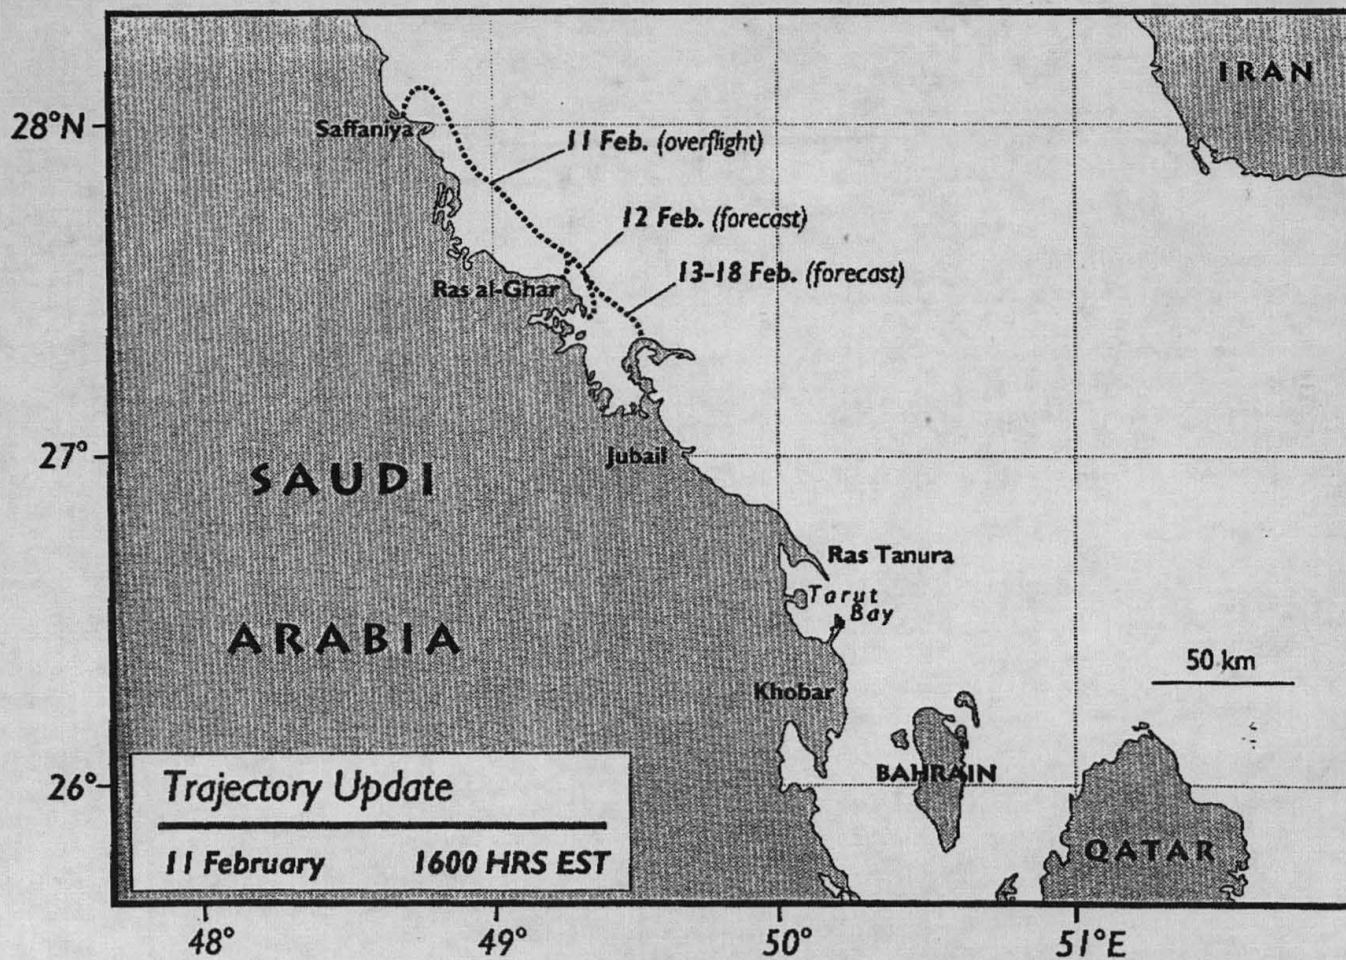 IRAN
28°N
Saffaniya
11 Feb. (overflight)
12 Feb. (forecast)
13-18 Feb. (forecast)
Ras al-Ghar
27°
Jubail
SAUDI
ARABIA
Ras Tanura
Tarut
Bay
50 km
Khobar
BAHRAIN
26°
QATAR
Trajectory Update
11 February 1600 HRS EST
48°
49°
50°
51°E